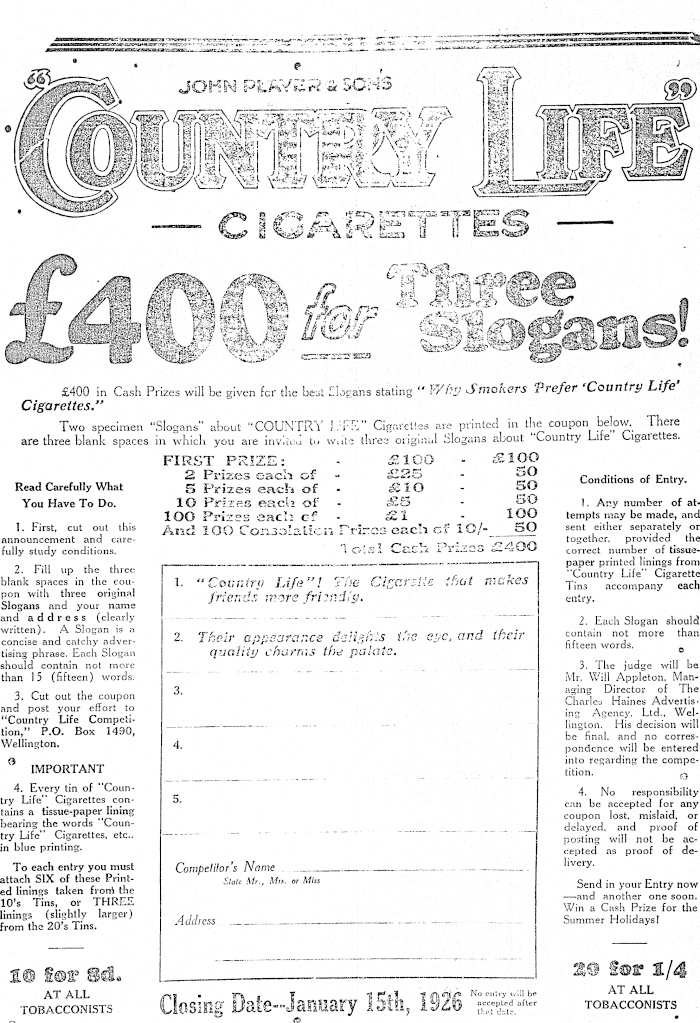 JOHN PLAYER & SONS
"COUNTRY LIFE"
— CIGARETTES —
£400 for Three
Slogans!
£400 in Cash Prizes will be given for the best Slogans stating "Why Smokers Prefer 'Country Life'
Cigarettes."
Two specimen "Slogans" about "COUNTRY LIFE" Cigarettes are printed in the coupon below. There
are three blank spaces in which you are invited to write three original Slogans about "Country Life" Cigarettes.
FIRST PRIZE: - £100 - £100
2 Prizes each of - £25 - 50
5 Prizes each of - £10 - 50
10 Prizes each of - £5 - 50
100 Prizes each of - £1 - 100
And 100 Consolation Prizes each of 10/- 50
Total Cash Prizes £400
Read Carefully What
You Have To Do.
1. First, cut out this
announcement and care-
fully study conditions.
2. Fill up the three
blank spaces in the cou-
pon with three original
Slogans and your name
and address (clearly
written). A Slogan is a
concise and catchy adver-
tising phrase. Each Slogan
should contain not more
than 15 (fifteen) words.
3. Cut out the coupon
and post your effort to
"Country Life Competi-
tion," P.O. Box 1490,
Wellington.
IMPORTANT
4. Every tin of "Coun-
try Life" Cigarettes con-
tains a tissue-paper lining
bearing the words "Coun-
try Life" Cigarettes, etc..
in blue printing.
To each entry you must
attach SIX of these Print-
ed linings taken from the
10's Tins, or THREE
linings (slightly larger)
from the 20's Tins.
10 for 8d.
AT ALL
TOBACCONISTS
1. "Country Life"! The Cigarette that makes
friends more friendly.
2. Their appearance delights the eye, and their
quality charms the palate.
3.
4.
5.
Competitor's Name
State Mr., Mrs. or Miss
Address
Closing Date--January 15th, 1926
No entry will be
accepted after
that date.
Conditions of Entry.
1. Any number of at-
tempts may be made, and
sent either separately or
together, provided the
correct number of tissue-
paper printed linings from
"Country Life" Cigarette
Tins accompany each
entry.
2. Each Slogan should
contain not more than
fifteen words.
3. The judge will be
Mr. Will Appleton, Man-
aging Director of The
Charles Haines Advertis-
ing Agency, Ltd., Wel-
lington. His decision will
be final, and no corres-
pondence will be entered
into regarding the compe-
tition.
4. No responsibility
can be accepted for any
coupon lost, mislaid, or
delayed, and proof of
posting will not be ac-
cepted as proof of de-
livery.
Send in your Entry now
—and another one soon.
Win a Cash Prize for the
Summer Holidays!
20 for 1/4
AT ALL
TOBACCONISTS